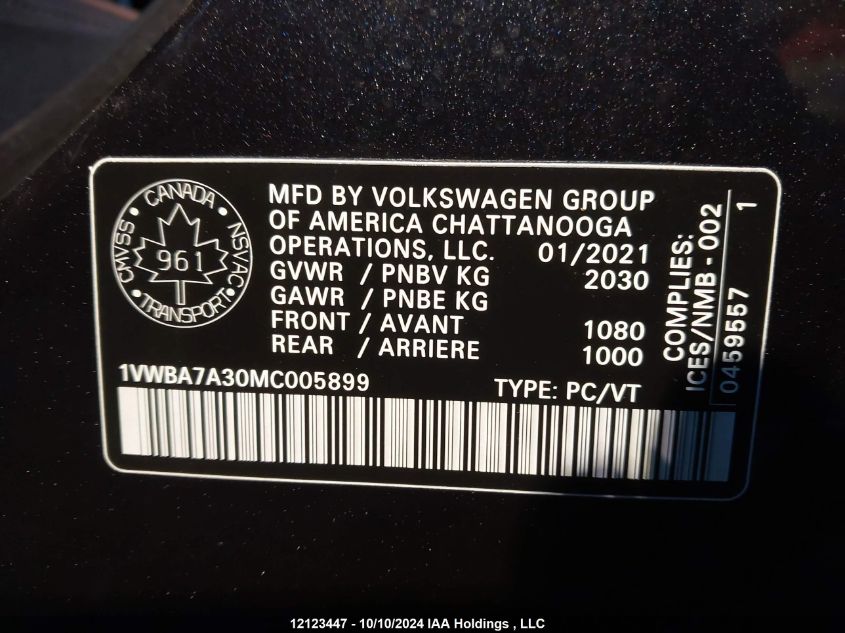 CANADA
CMVSS · NSVAC
961
TRANSPORT
MFD BY VOLKSWAGEN GROUP
OF AMERICA CHATTANOOGA
OPERATIONS, LLC. 01/2021
GVWR / PNBV KG 2030
GAWR / PNBE KG
FRONT / AVANT 1080
REAR / ARRIERE 1000
1VWBA7A30MC005899 TYPE: PC/VT
COMPLIES:
ICES/NMB - 002
0459557 1
12123447 - 10/10/2024 IAA Holdings , LLC